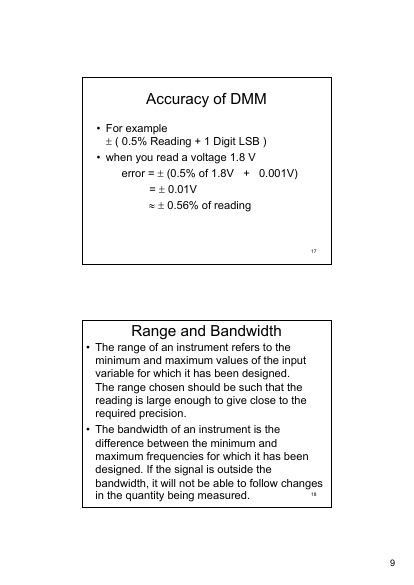 Accuracy of DMM
• For example
± ( 0.5% Reading + 1 Digit LSB )
• when you read a voltage 1.8 V
error = ± (0.5% of 1.8V + 0.001V)
= ± 0.01V
≈ ± 0.56% of reading
17
Range and Bandwidth
• The range of an instrument refers to the
minimum and maximum values of the input
variable for which it has been designed.
The range chosen should be such that the
reading is large enough to give close to the
required precision.
• The bandwidth of an instrument is the
difference between the minimum and
maximum frequencies for which it has been
designed. If the signal is outside the
bandwidth, it will not be able to follow changes
in the quantity being measured.
18
9